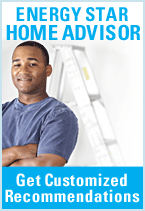 ENERGY STAR
HOME ADVISOR
Get Customized
Recommendations